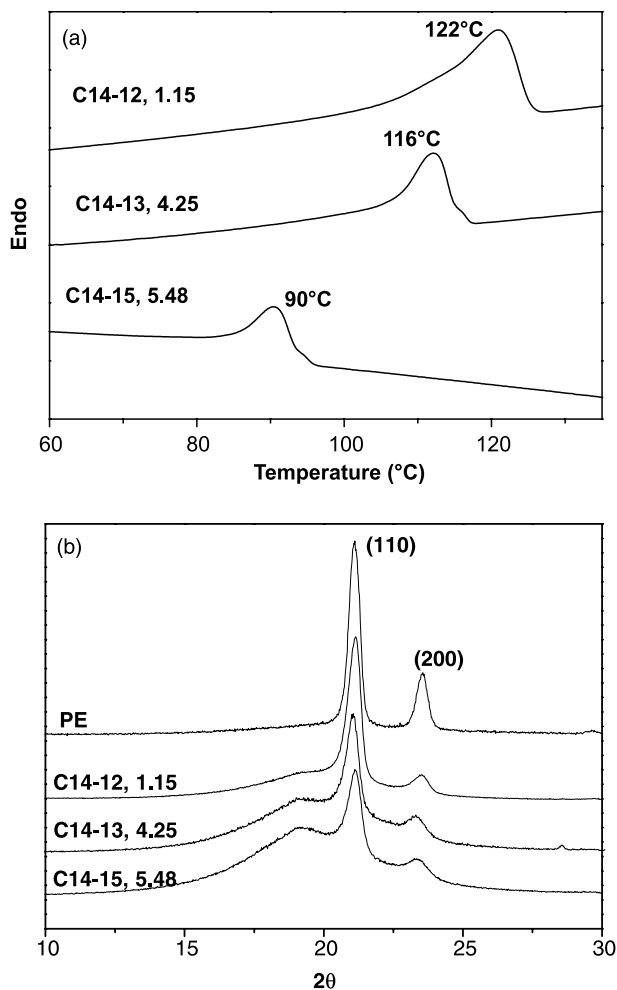 (a)
122°C
C14-12, 1.15
116°C
C14-13, 4.25
C14-15, 5.48
90°C
Endo
60 80 100 120
Temperature (°C)
(b)
(110)
(200)
PE
C14-12, 1.15
C14-13, 4.25
C14-15, 5.48
10 15 20 25 30
2θ